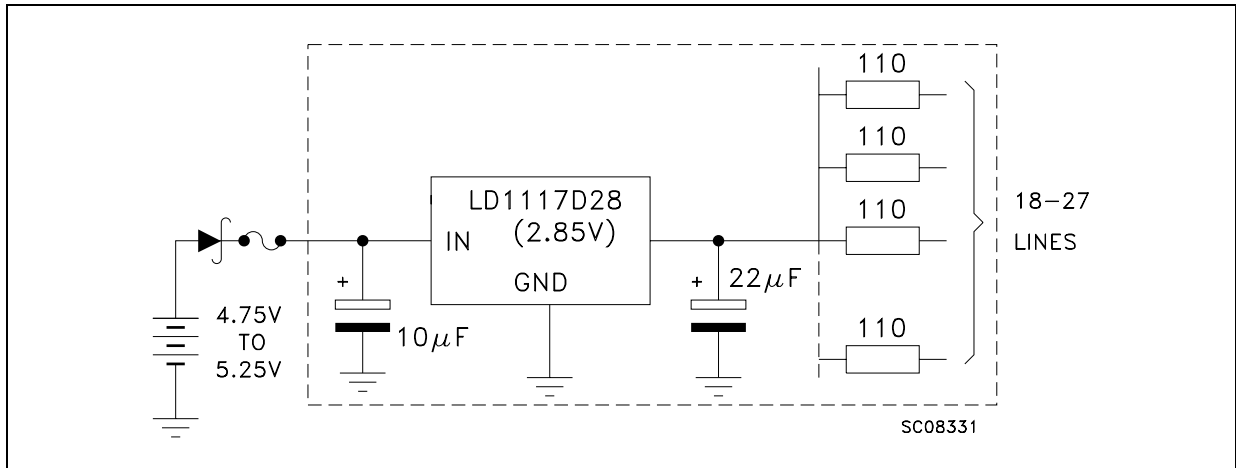 110
110
LD1117D28
(2.85V)
IN
GND
110
18-27
LINES
+
10μF
+
22μF
4.75V
TO
5.25V
110
SC08331